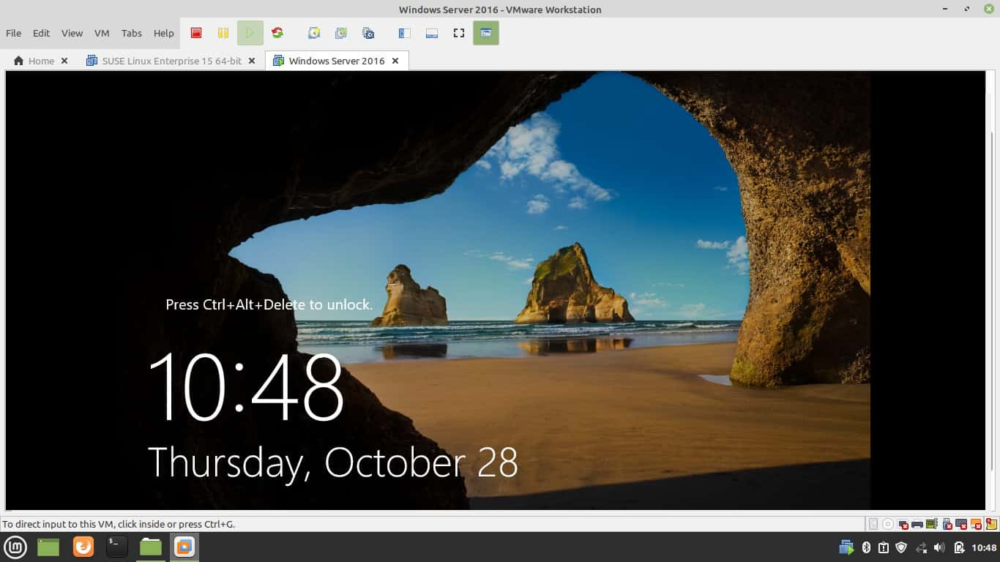 Windows Server 2016 - VMware Workstation
File Edit View VM Tabs Help
Home SUSE Linux Enterprise 15 64-bit Windows Server 2016
Press Ctrl+Alt+Delete to unlock.
10:48
Thursday, October 28
To direct input to this VM, click inside or press Ctrl+G.
10:48